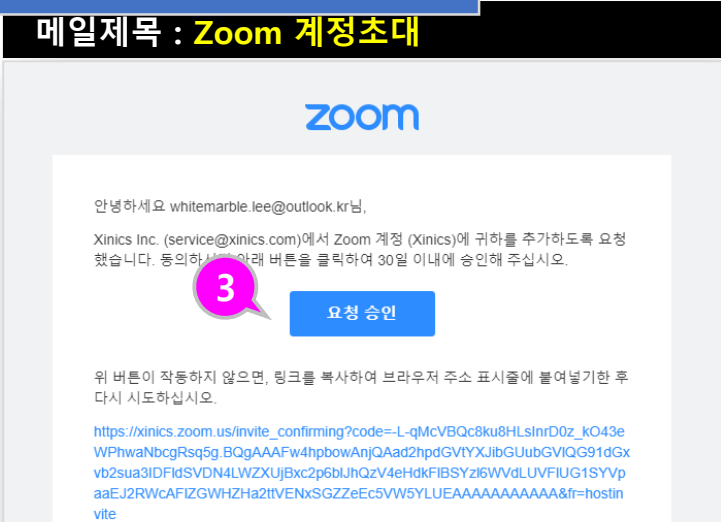 메일제목 : Zoom 계정초대
zoom
안녕하세요 whitemarble.lee@outlook.kr님,
Xinics Inc. (service@xinics.com)에서 Zoom 계정 (Xinics)에 귀하를 추가하도록 요청
했습니다. 동의하 아래 버튼을 클릭하여 30일 이내에 승인해 주십시오.
3
요청 승인
위 버튼이 작동하지 않으면, 링크를 복사하여 브라우저 주소 표시줄에 붙여넣기한 후
다시 시도하십시오.
https://xinics.zoom.us/invite_confirming?code=-L-qMcVBQc8ku8HLsInrD0z_kO43e
WPhwaNbcgRsq5g.BQgAAAFw4hpbowAnjQAad2hpdGVtYXJibGUubGVlQG91dGx
vb2sua3IDFldSVDN4LWZXUjBxc2p6blJhQzV4eHdkFlBSYzl6WVdLUVFlUG1SYVp
aaEJ2RWcAFlZGWHZHa2ttVENxSGZZeEc5VW5YLUEAAAAAAAAAAA&fr=hostin
vite